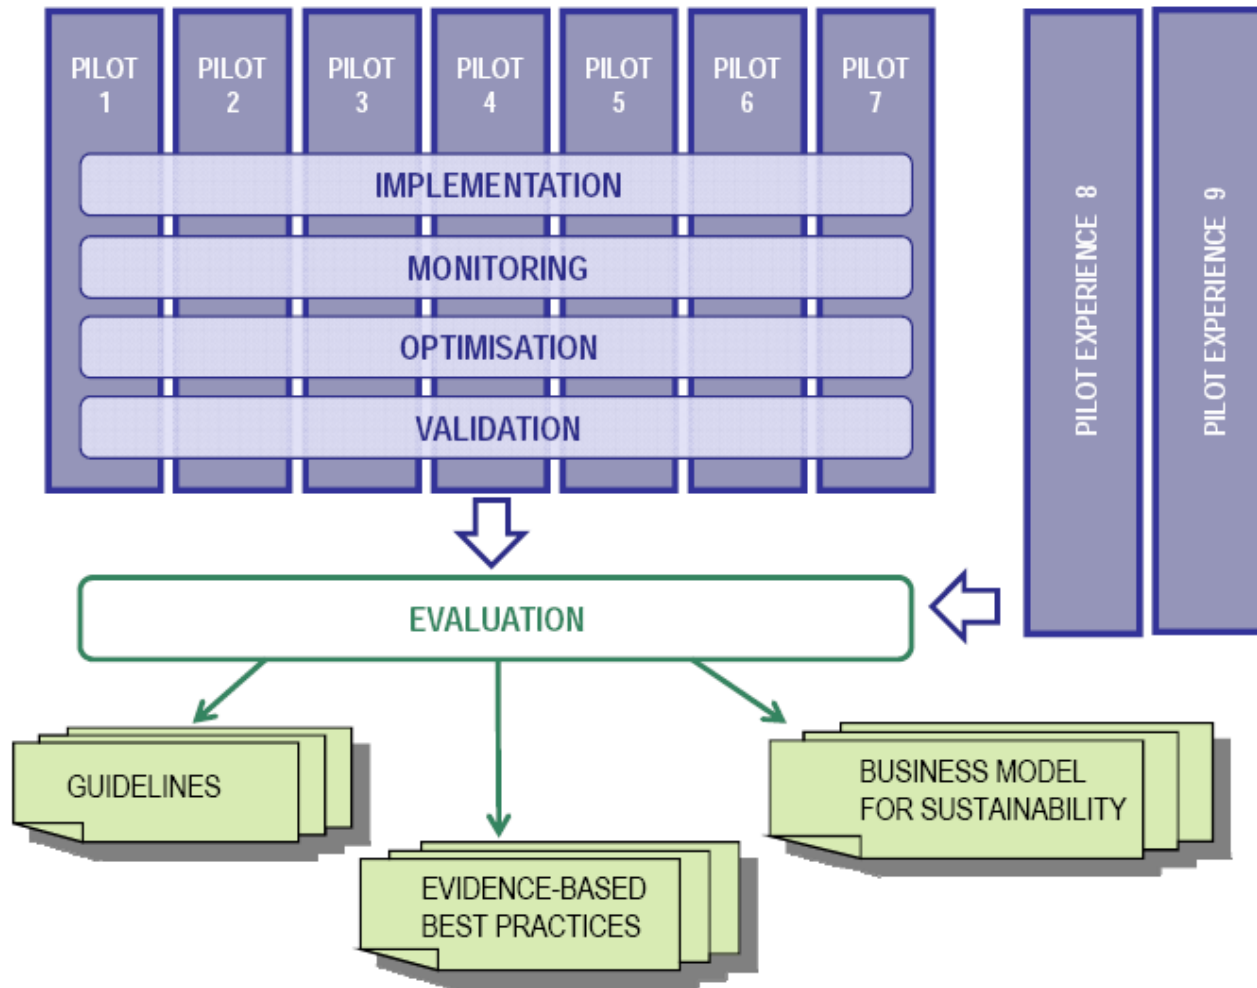 PILOT
1
PILOT
2
PILOT
3
PILOT
4
PILOT
5
PILOT
6
PILOT
7
IMPLEMENTATION
MONITORING
OPTIMISATION
VALIDATION
PILOT EXPERIENCE 8
PILOT EXPERIENCE 9
EVALUATION
GUIDELINES
EVIDENCE-BASED
BEST PRACTICES
BUSINESS MODEL
FOR SUSTAINABILITY